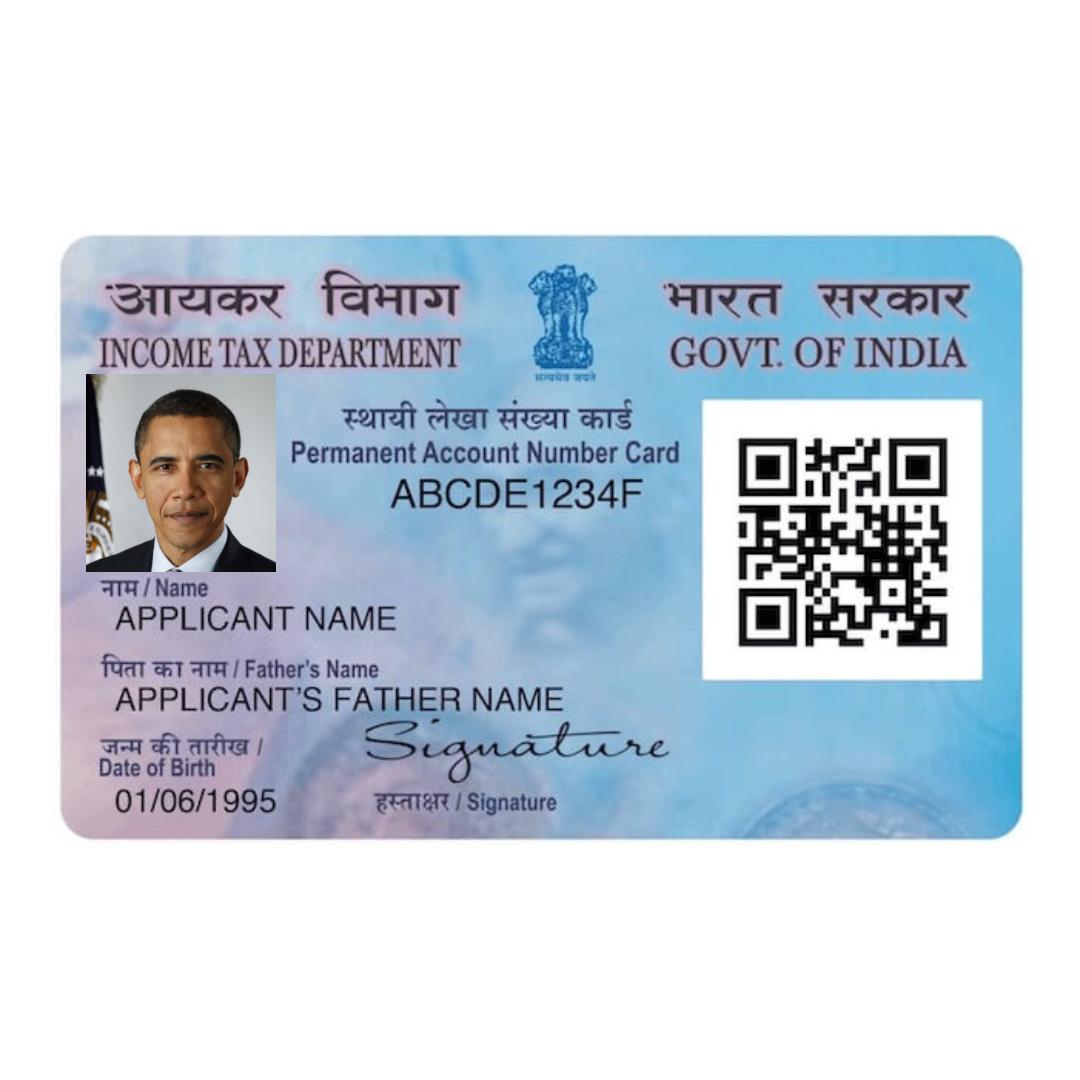 आयकर विभाग
INCOME TAX DEPARTMENT
सत्यमेव जयते
भारत सरकार
GOVT. OF INDIA
स्थायी लेखा संख्या कार्ड
Permanent Account Number Card
ABCDE1234F
नाम / Name
APPLICANT NAME
पिता का नाम / Father's Name
APPLICANT'S FATHER NAME
जन्म की तारीख /
Date of Birth
01/06/1995
Signature
हस्ताक्षर / Signature